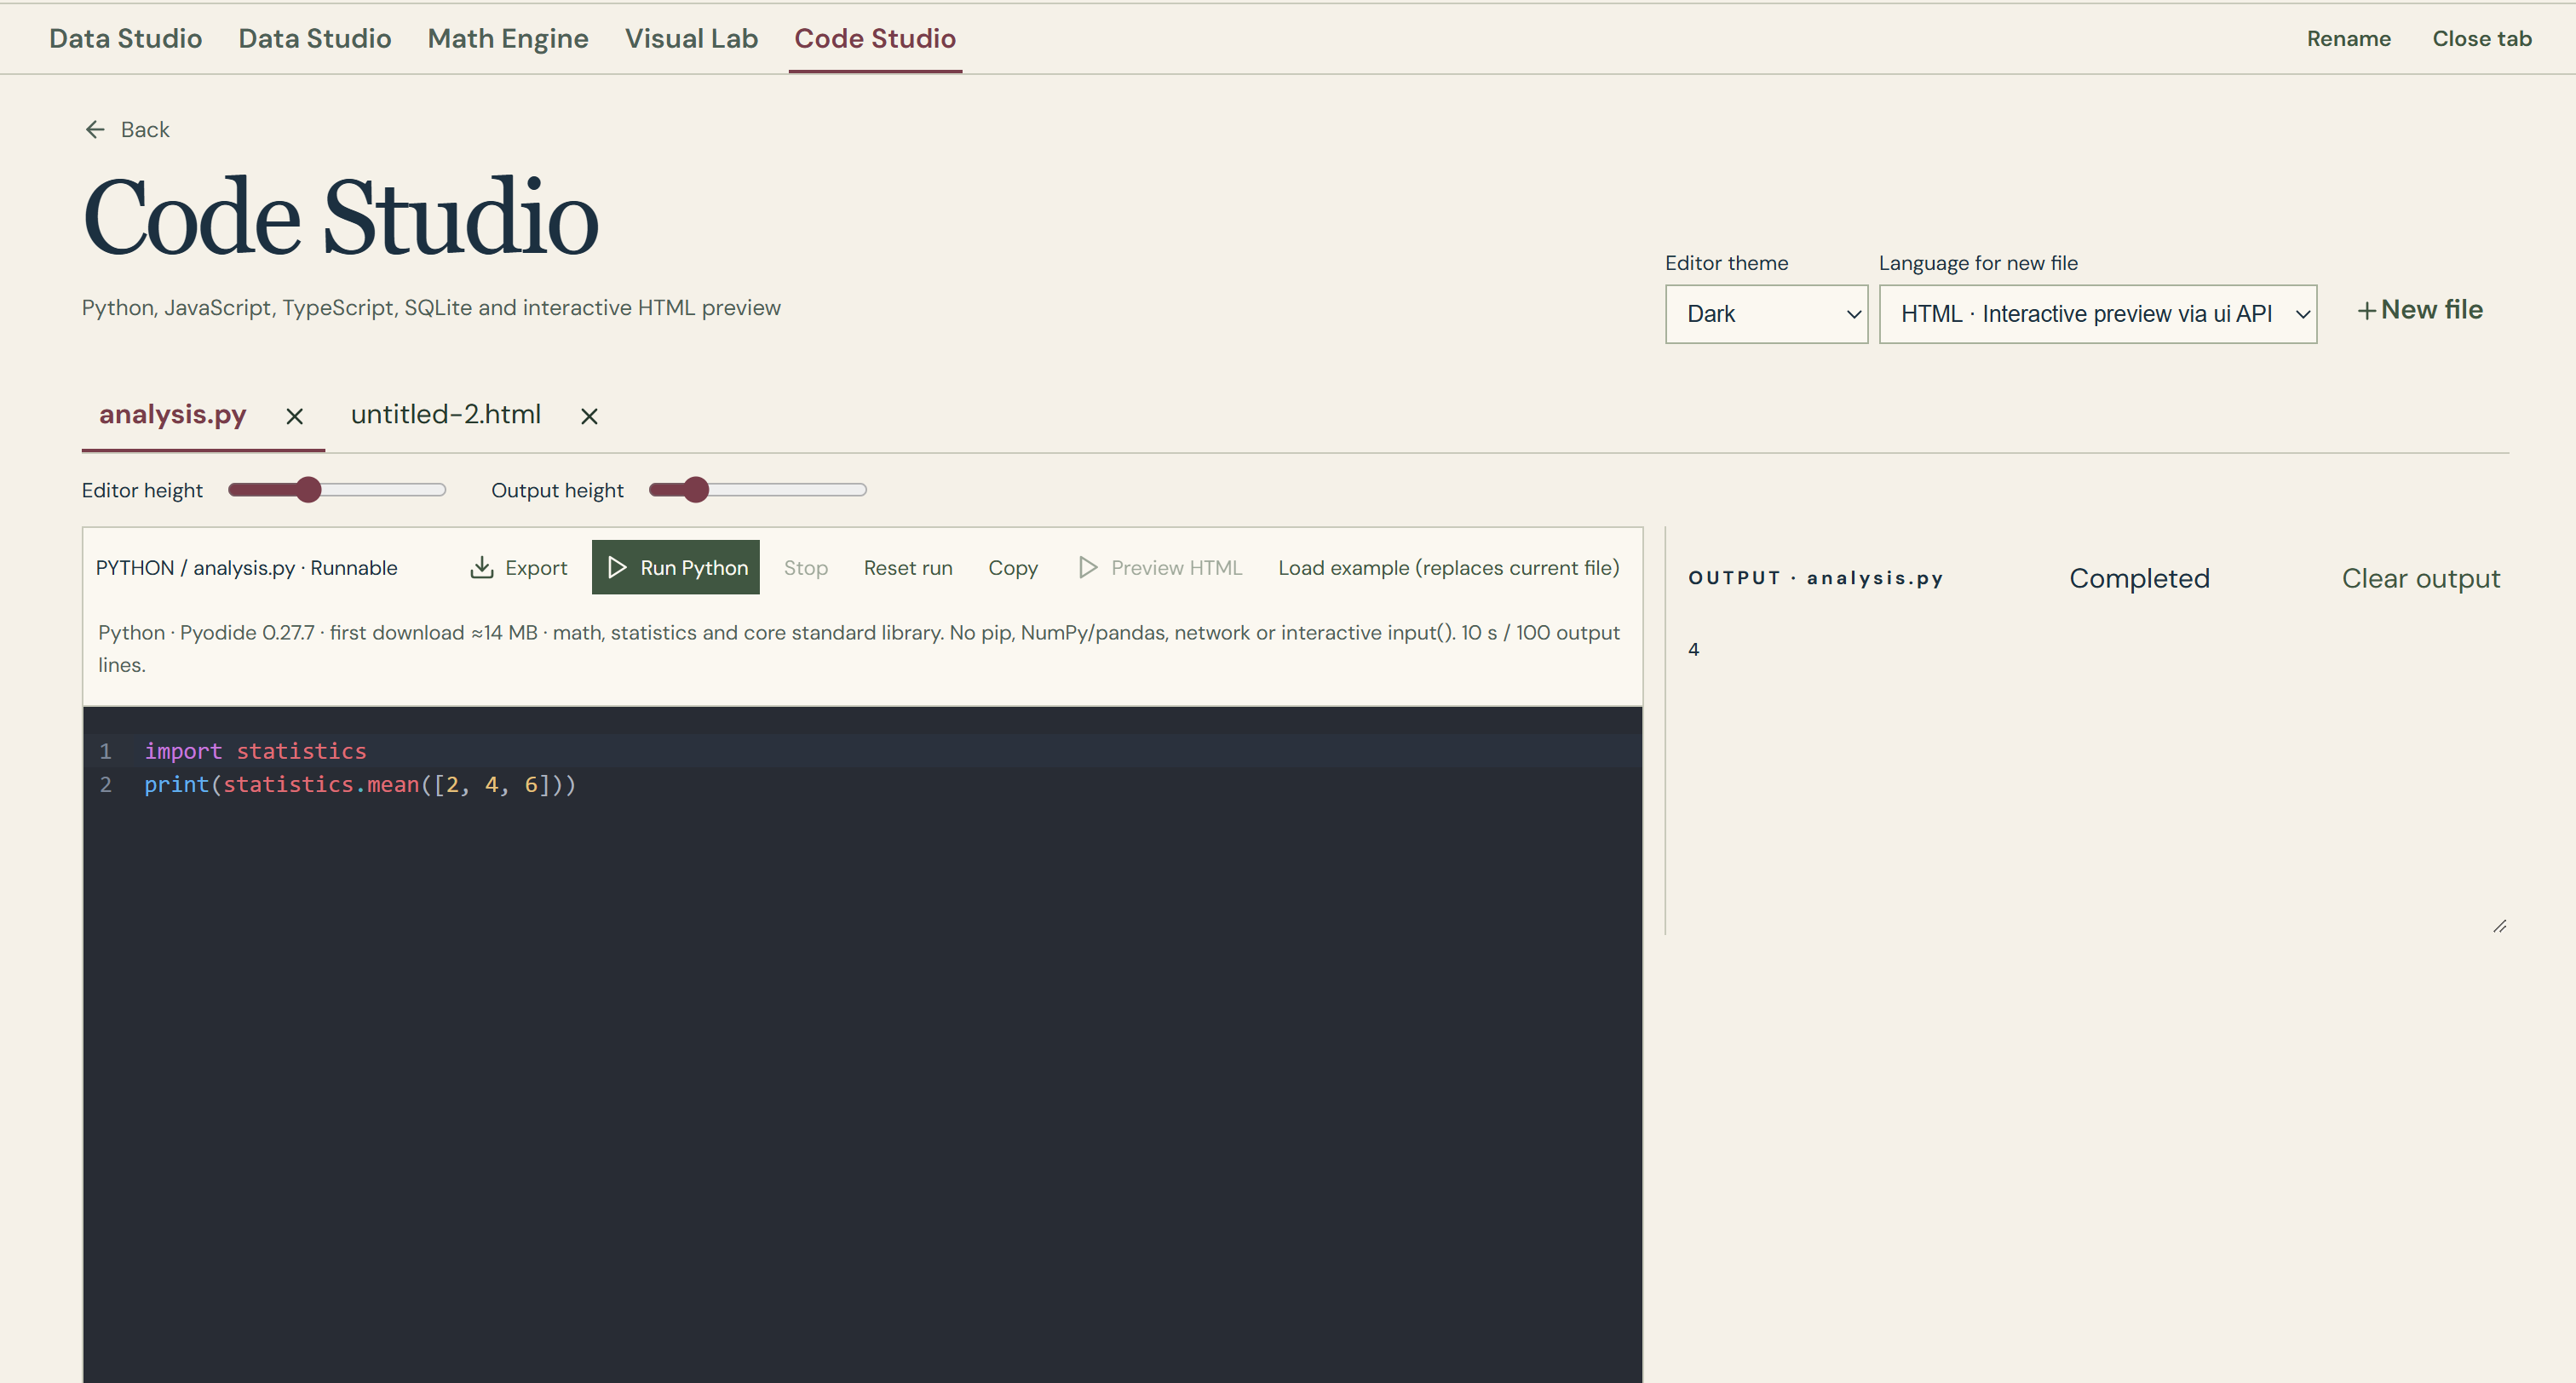 Data Studio Data Studio Math Engine Visual Lab Code Studio Rename Close tab
Back
Code Studio
Python, JavaScript, TypeScript, SQLite and interactive HTML preview
Editor theme Language for new file
Dark HTML · Interactive preview via ui API +New file
analysis.py × untitled-2.html ×
Editor height Output height
PYTHON / analysis.py · Runnable Export Run Python Stop Reset run Copy Preview HTML Load example (replaces current file)
Python · Pyodide 0.27.7 · first download ≈14 MB · math, statistics and core standard library. No pip, NumPy/pandas, network or interactive input(). 10 s / 100 output
lines.
1 import statistics
2 print(statistics.mean([2, 4, 6]))
OUTPUT · analysis.py Completed Clear output
4